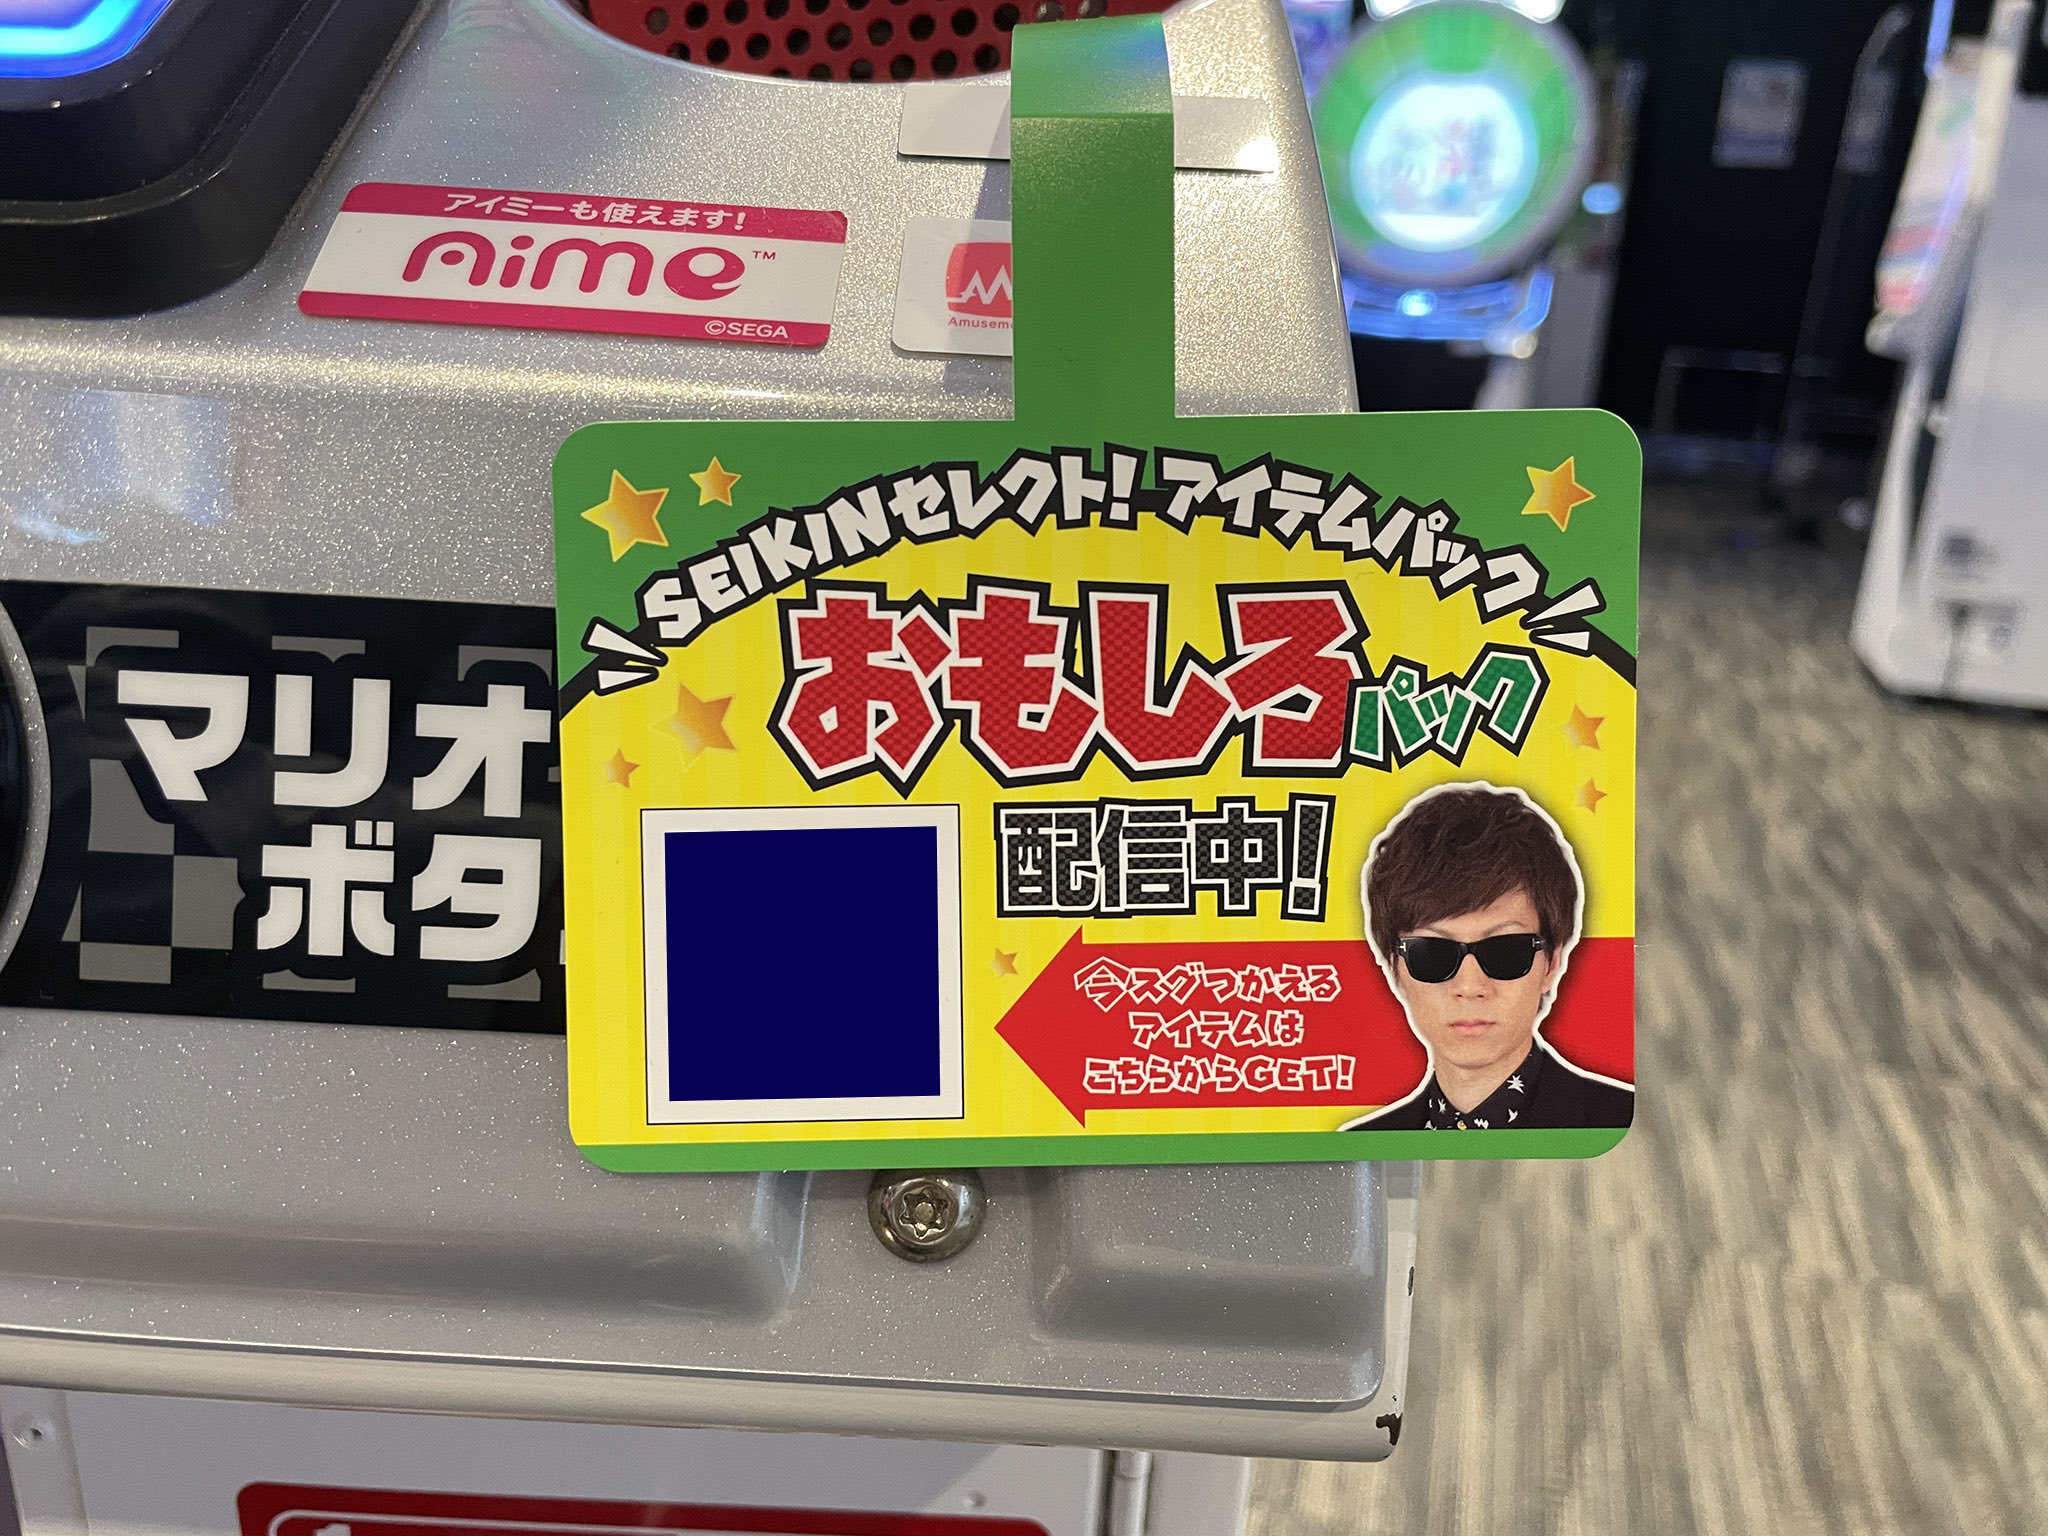 アイミーも使えます!
Aime™
©SEGA
Amuseme
SEIKINセレクト! アイテムパック
おもしろパック
配信中!
今スグつかえる
アイテムは
こちらからGET!
マリオ
ボタ